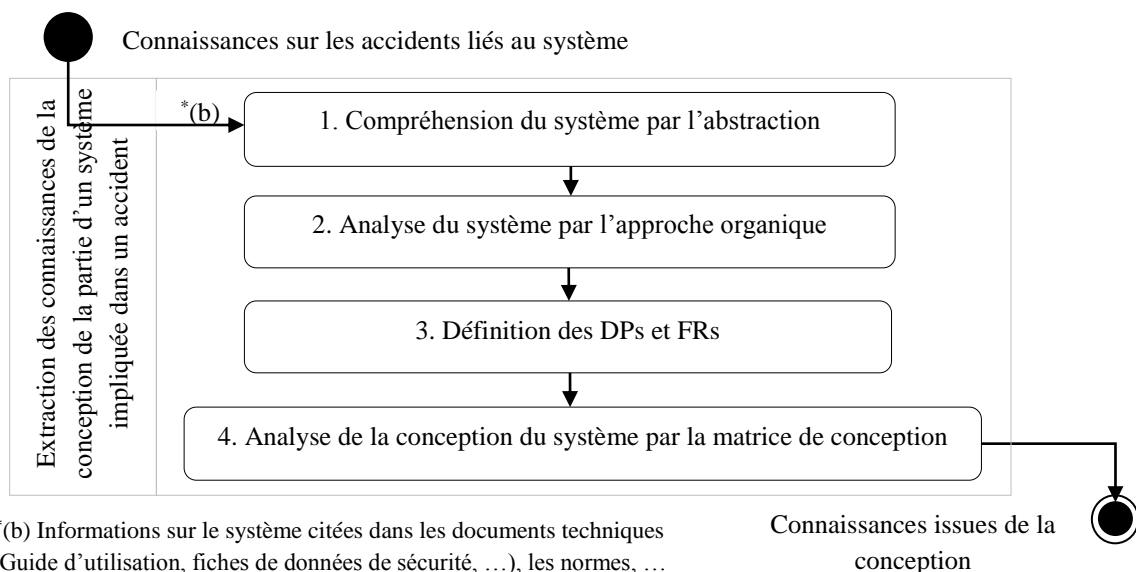 Connaissances sur les accidents liés au système
Extraction des connaissances de la
conception de la partie d’un système
impliquée dans un accident
*(b)
1. Compréhension du système par l’abstraction
2. Analyse du système par l’approche organique
3. Définition des DPs et FRs
4. Analyse de la conception du système par la matrice de conception
*(b) Informations sur le système citées dans les documents techniques
Guide d’utilisation, fiches de données de sécurité, …), les normes, …
Connaissances issues de la
conception